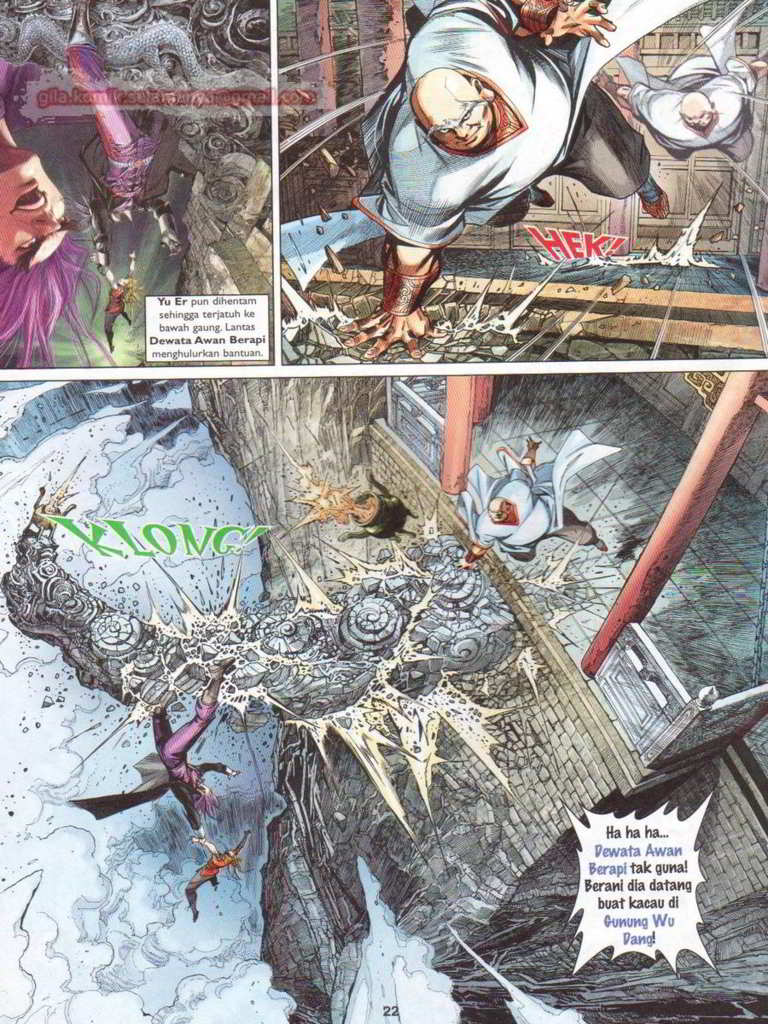 gila.komik.selamanya@gmail.com
Yu Er pun dihentam
sehingga terjatuh ke
bawah gaung. Lantas
Dewata Awan Berapi
menghulurkan bantuan.
HEK!
KLONG!
Ha ha ha...
Dewata Awan
Berapi tak guna!
Berani dia datang
buat kacau di
Gunung Wu
Dang!
22